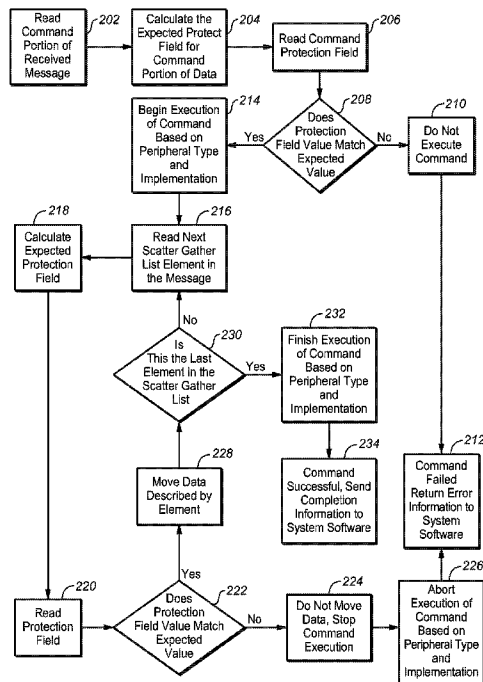 202
Read
Command
Portion of
Received
Message
204
Calculate the
Expected Protect
Field for
Command
Portion of Data
206
Read Command
Protection Field
208
Does
Protection
Field Value Match
Expected
Value
Yes
No
210
Do Not
Execute
Command
214
Begin Execution
of Command
Based on
Peripheral Type
and
Implementation
216
Read Next
Scatter Gather
List Element in
the Message
218
Calculate
Expected
Protection
Field
No
230
Is
This the Last
Element in the
Scatter Gather
List
Yes
232
Finish Execution
of Command
Based on
Peripheral Type
and
Implementation
234
Command
Successful, Send
Completion
Information to
System Software
212
Command
Failed
Return Error
Information to
System
Software
228
Move Data
Described by
Element
220
Read
Protection
Field
Yes
222
Does
Protection
Field Value Match
Expected
Value
No
224
Do Not Move
Data, Stop
Command
Execution
226
Abort
Execution of
Command
Based on
Peripheral Type
and
Implementation